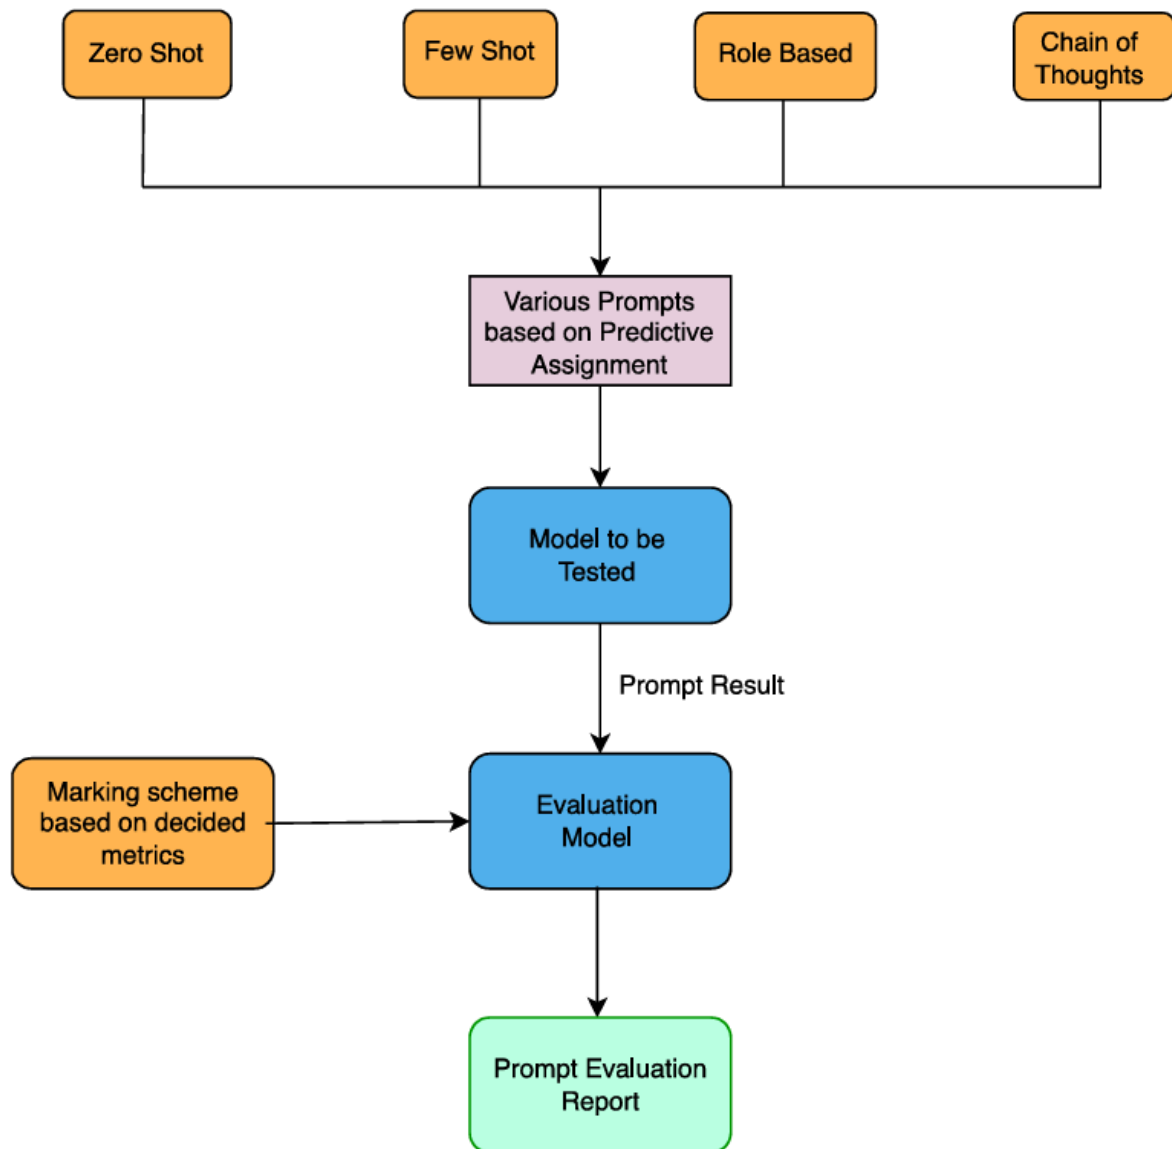 Zero Shot
Few Shot
Role Based
Chain of
Thoughts
Various Prompts
based on Predictive
Assignment
Model to be
Tested
Prompt Result
Marking scheme
based on decided
metrics
Evaluation
Model
Prompt Evaluation
Report